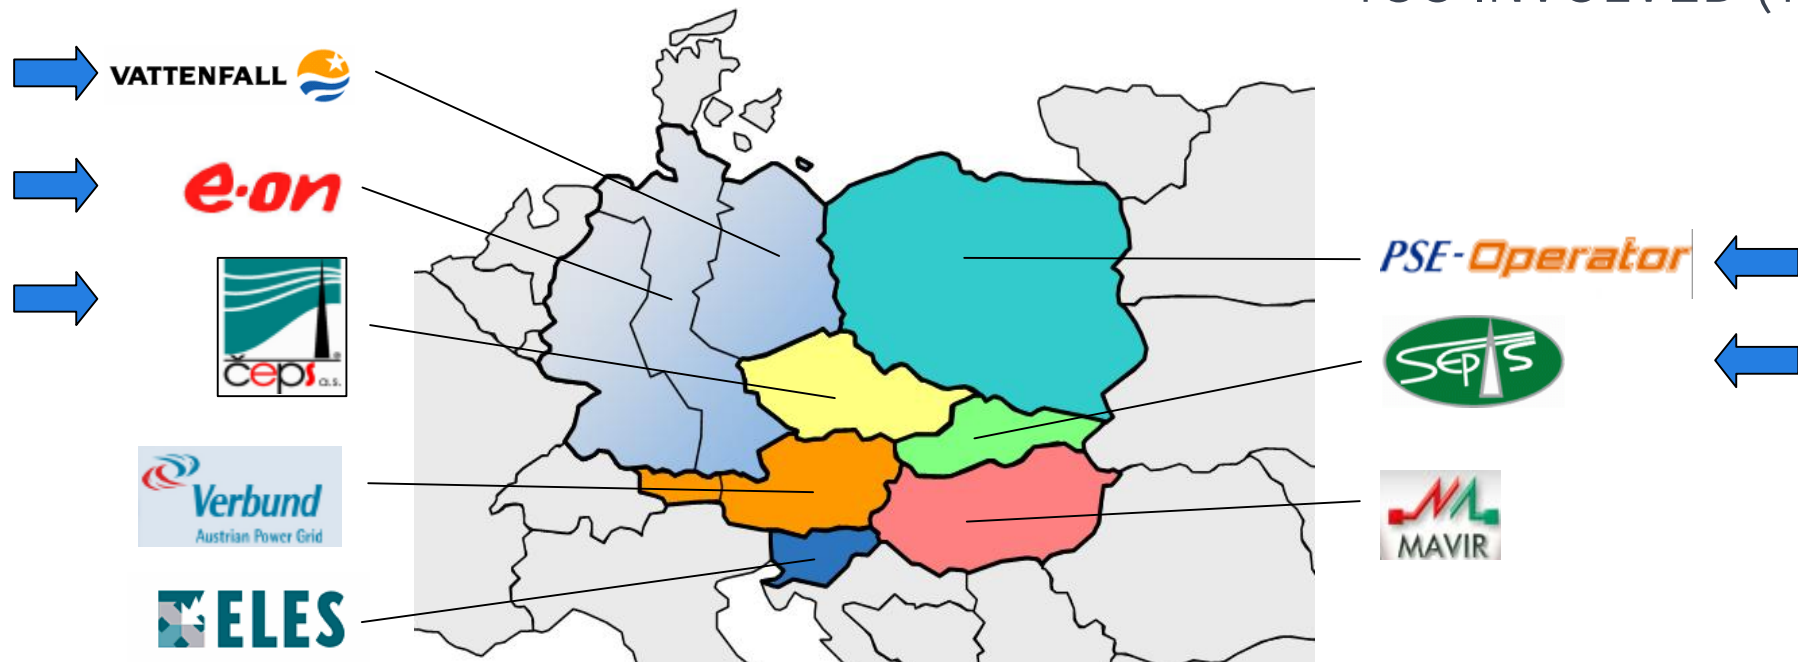 VATTENFALL
e·on
čeps a.s.
Verbund
Austrian Power Grid
ELES
PSE-Operator
SEPS
MAVIR